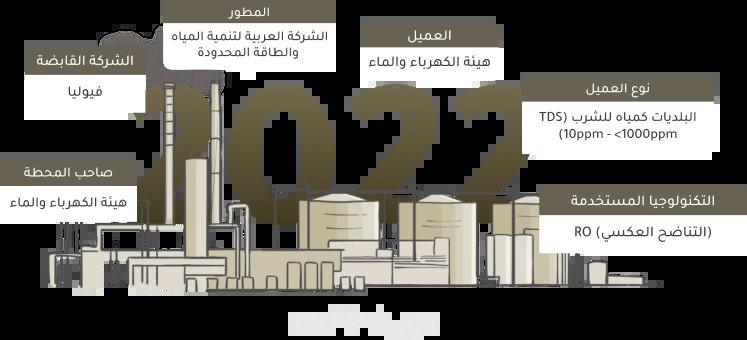 المطور
الشركة العربية لتنمية المياه
والطاقة المحدودة
العميل
هيئة الكهرباء والماء
الشركة القابضة
فيوليا
نوع العميل
البلديات كمياه للشرب (TDS
10ppm - <1000ppm)
2022
صاحب المحطة
هيئة الكهرباء والماء
التكنولوجيا المستخدمة
RO (التناضح العكسي)